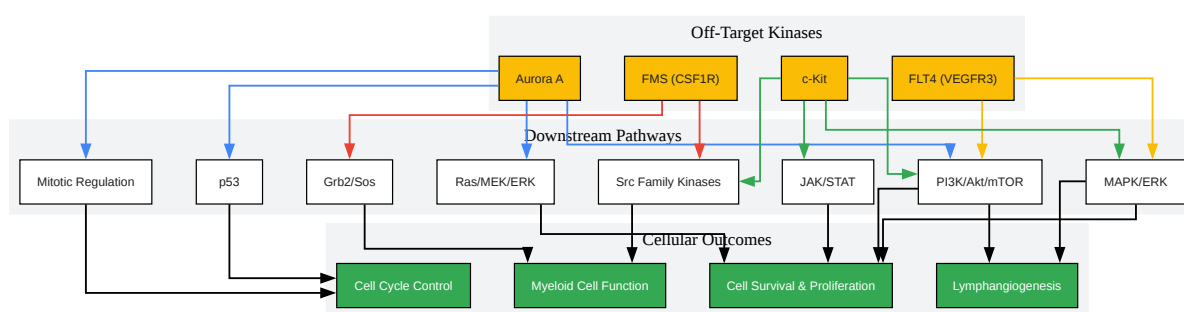 Off-Target Kinases
Aurora A
FMS (CSF1R)
c-Kit
FLT4 (VEGFR3)
Downstream Pathways
Mitotic Regulation
p53
Grb2/Sos
Ras/MEK/ERK
Src Family Kinases
JAK/STAT
PI3K/Akt/mTOR
MAPK/ERK
Cellular Outcomes
Cell Cycle Control
Myeloid Cell Function
Cell Survival & Proliferation
Lymphangiogenesis